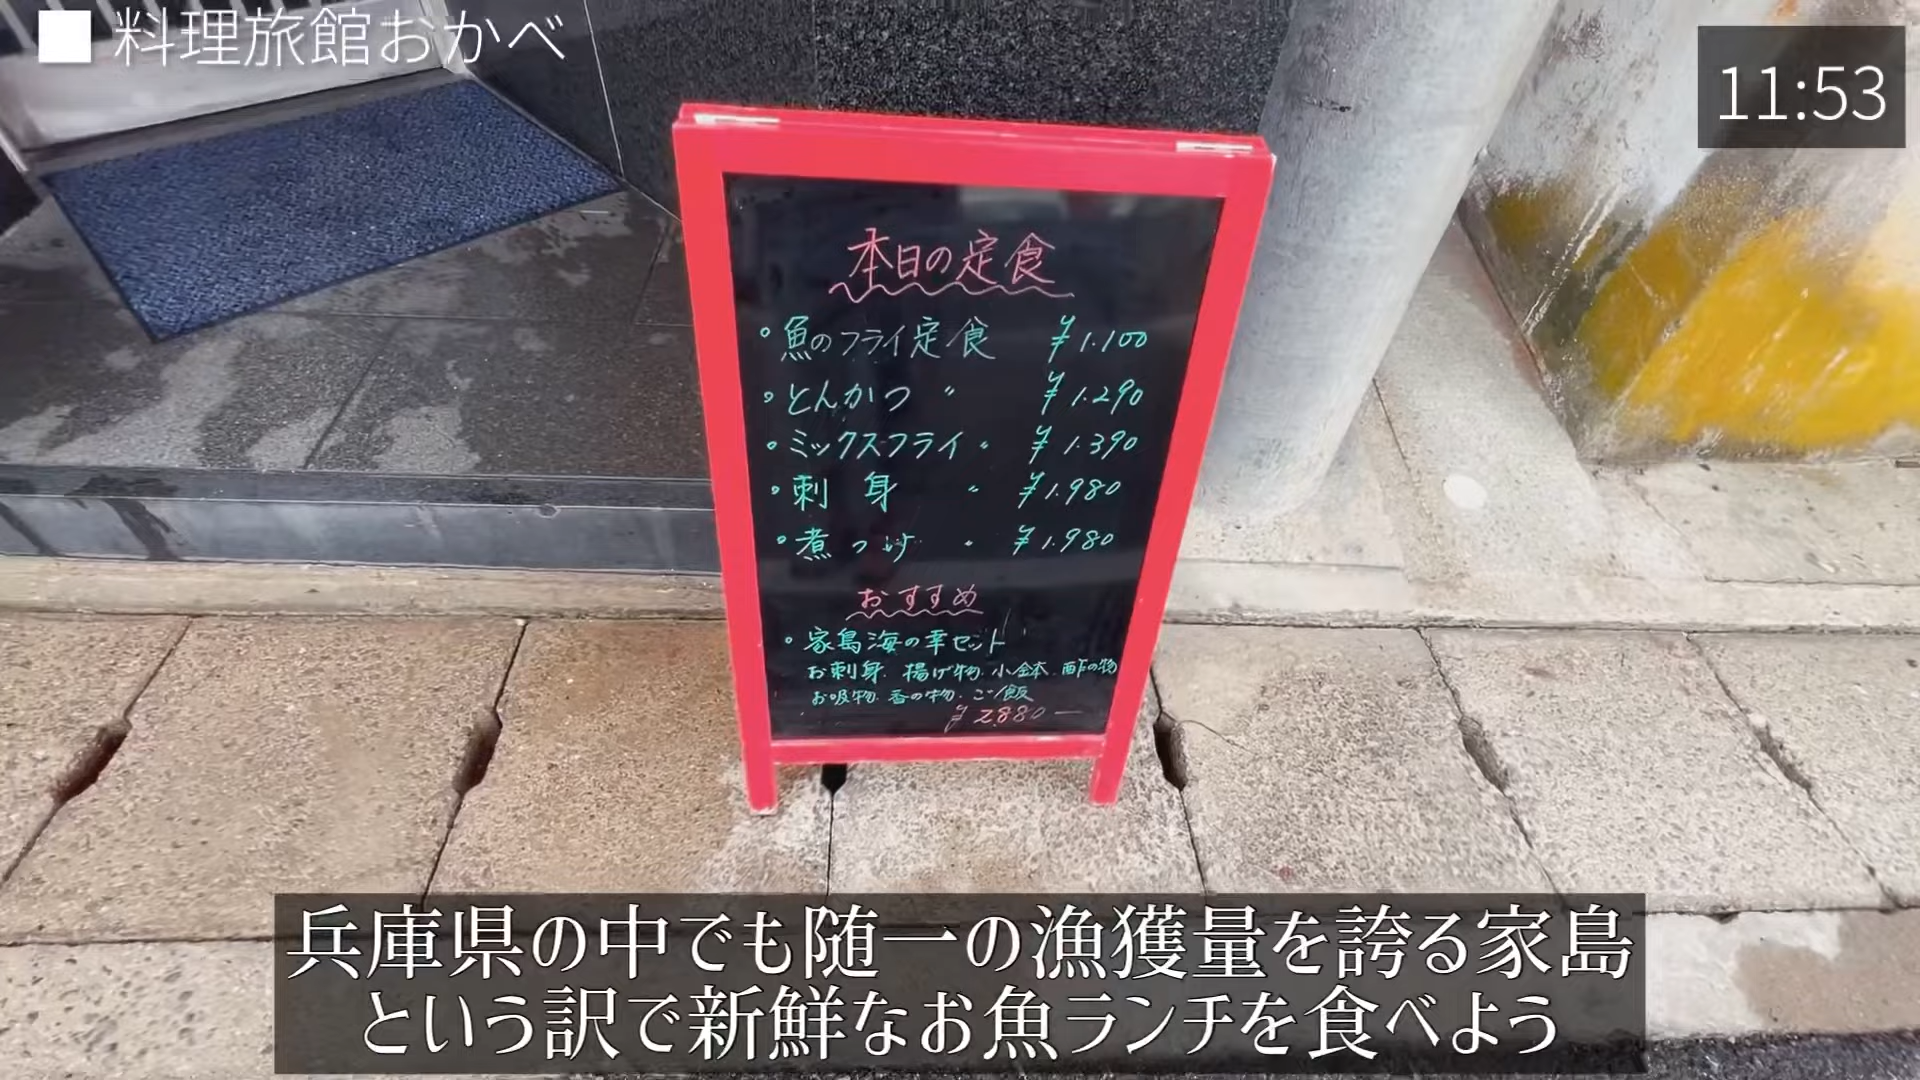 ■ 料理旅館おかべ
11:53
本日の定食
・魚のフライ定食 ¥1.100
・とんかつ 〃 ¥1.290
・ミックスフライ 〃 ¥1.390
・刺身 〃 ¥1.980
・煮つけ 〃 ¥1.980
おすすめ
・家島海の幸セット
お刺身.揚げ物.小鉢.酢の物
お吸物.香の物.ご飯
¥2.880ー
兵庫県の中でも随一の漁獲量を誇る家島
という訳で新鮮なお魚ランチを食べよう